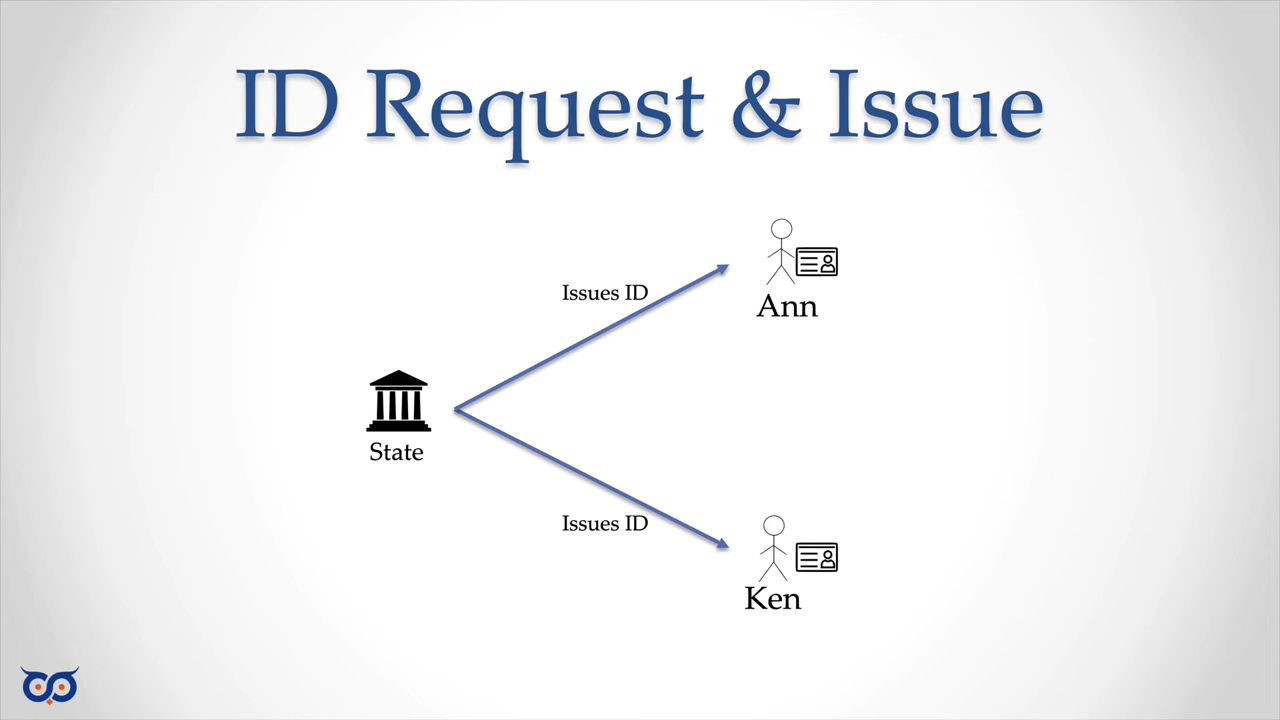 ID Request & Issue
Issues ID
Ann
State
Issues ID
Ken